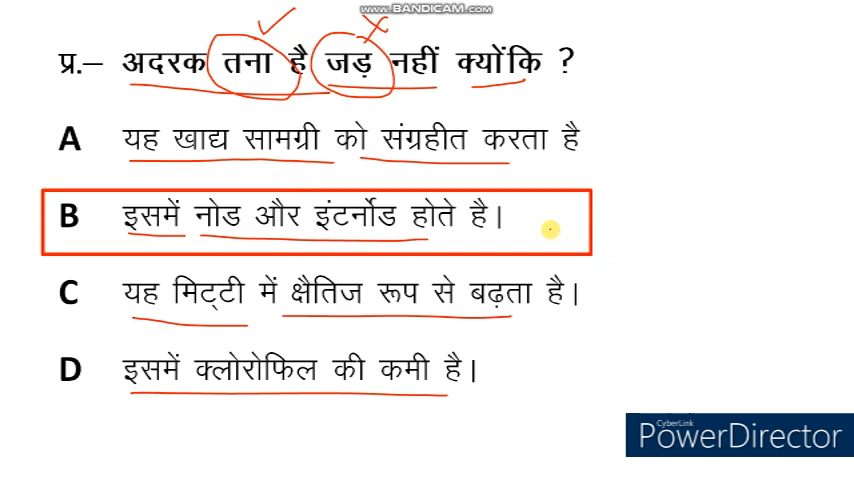 www.BANDICAM.com
प्र.– अदरक तना है जड़ नहीं क्योंकि ?
A यह खाद्य सामग्री को संग्रहीत करता है
B इसमें नोड और इंटर्नोड होते है।
C यह मिट्टी में क्षैतिज रूप से बढ़ता है।
D इसमें क्लोरोफिल की कमी है।
CyberLink
PowerDirector